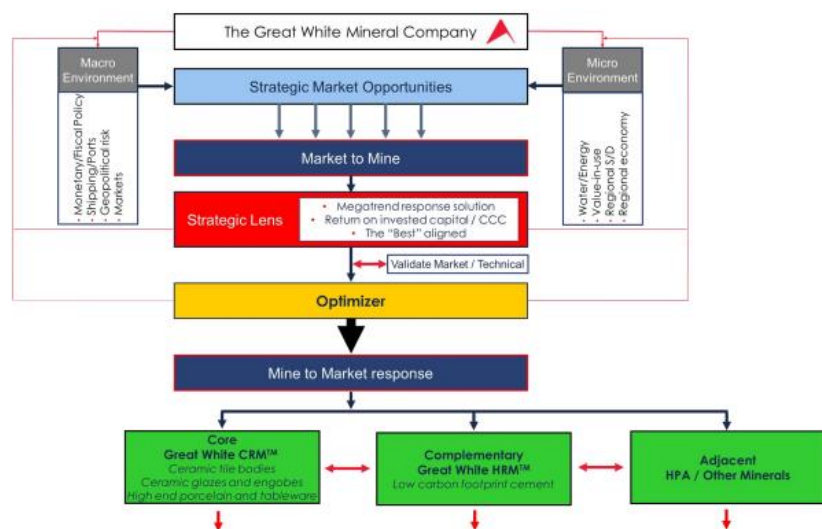 The Great White Mineral Company
Macro
Environment
Monetary/Fiscal Policy
Shipping/Ports
Geopolitical risk
Markets
Strategic Market Opportunities
Micro
Environment
Water/Energy
Value-in-use
Regional S/D
Regional economy
Market to Mine
Strategic Lens
• Megatrend response solution
• Return on invested capital / CCC
• The “Best” aligned
Validate Market / Technical
Optimizer
Mine to Market response
Core
Great White CRM™
Ceramic tile bodies
Ceramic glazes and engobes
High end porcelain and tableware
Complementary
Great White HRM™
Low carbon footprint cement
Adjacent
HPA / Other Minerals